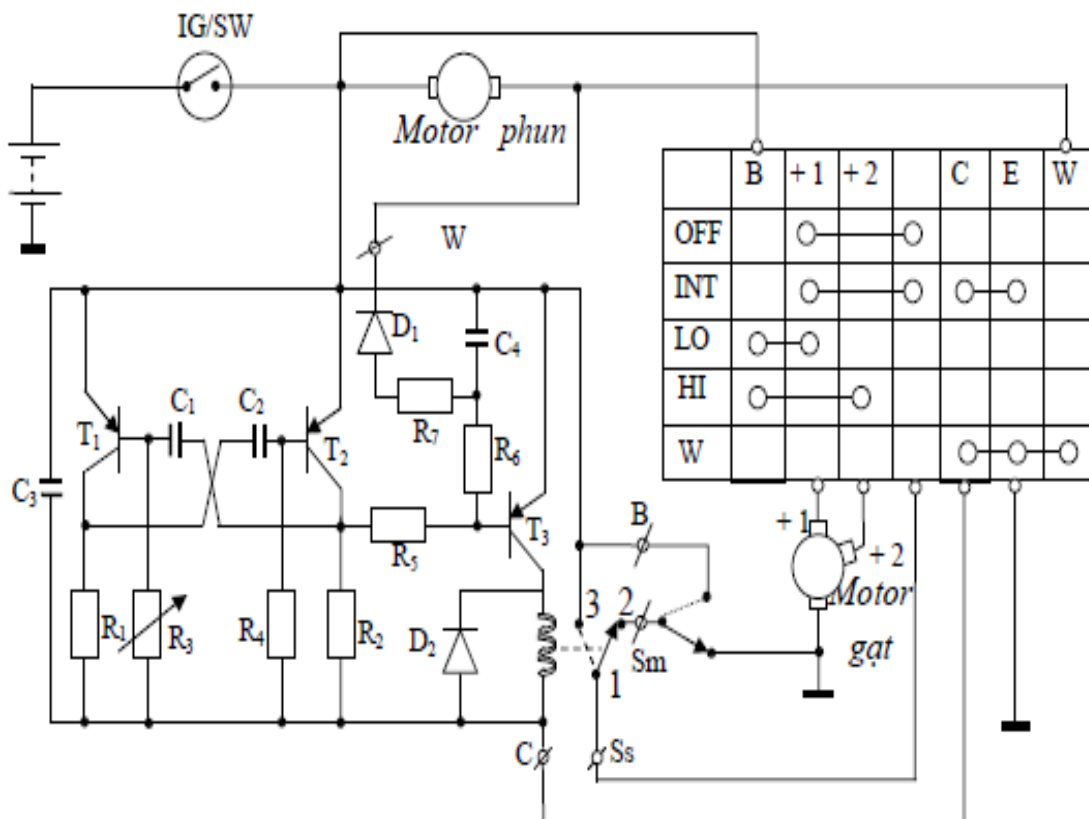 IG/SW
Motor phun
B +1 +2 C E W
OFF
INT
LO
HI
W
W
D₁
C₄
R₇
R₆
C₁
C₂
T₁
T₂
C₃
R₅
T₃
B
R₁
R₃
R₄
R₂
D₂
3
2
Sm
1
+1
+2
Motor
gạt
C
Ss